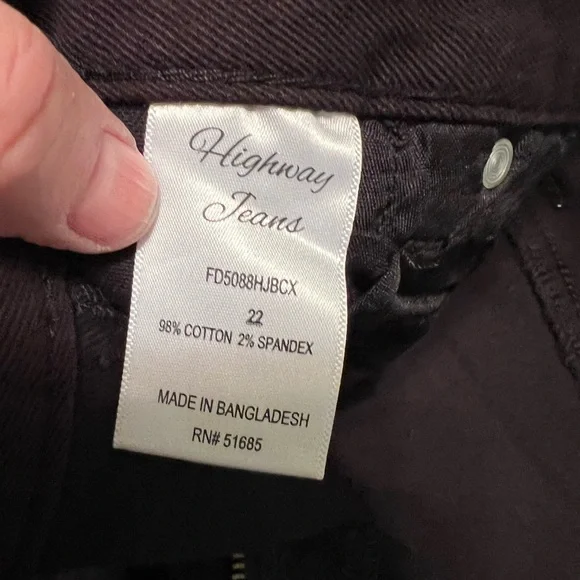 Highway
Jeans
FD5088HJBCX
22
98% COTTON 2% SPANDEX
MADE IN BANGLADESH
RN# 51685